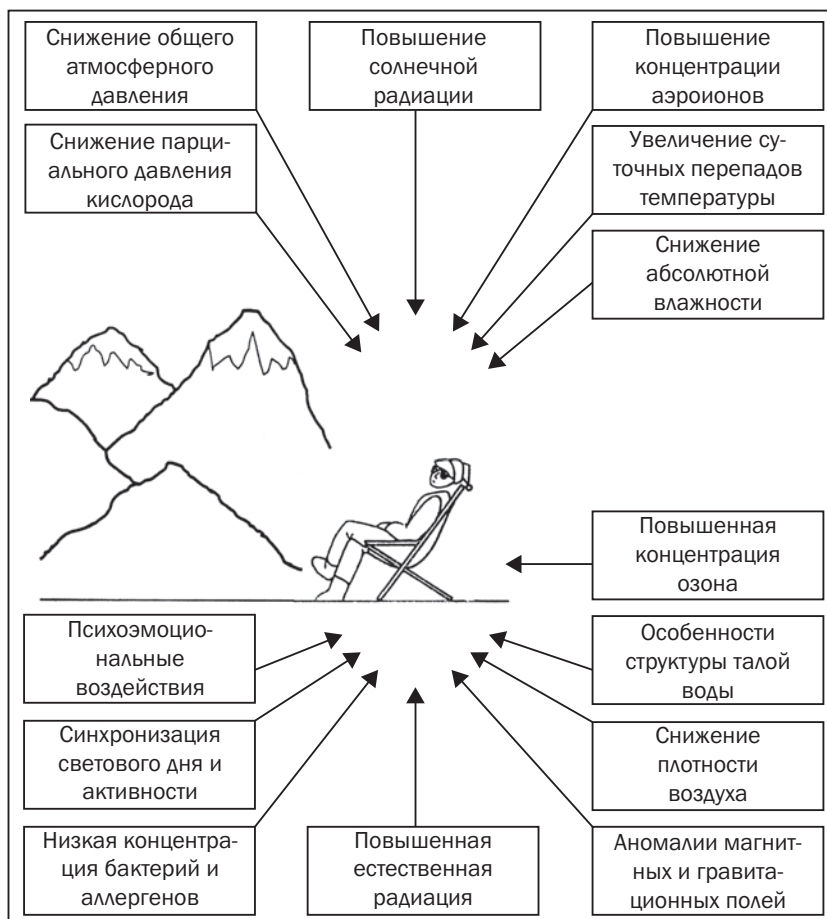 Снижение общего
атмосферного
давления
Повышение
солнечной
радиации
Повышение
концентрации
аэроионов
Снижение парци-
ального давления
кислорода
Увеличение су-
точных перепадов
температуры
Снижение
абсолютной
влажности
Повышенная
концентрация
озона
Психоэмоцио-
нальные
воздействия
Особенности
структуры талой
воды
Синхронизация
светового дня и
активности
Снижение
плотности
воздуха
Низкая концентра-
ция бактерий и
аллергенов
Повышенная
естественная
радиация
Аномалии магнит-
ных и гравита-
ционных полей